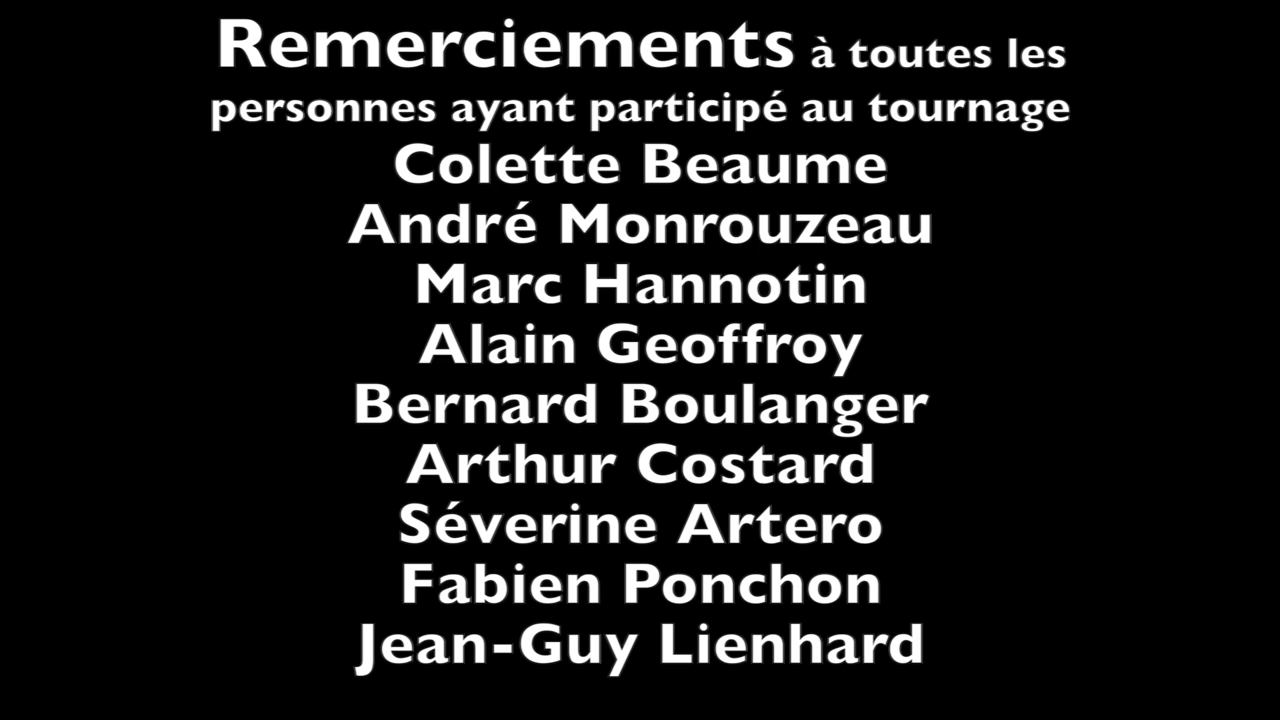 Remerciements à toutes les
personnes ayant participé au tournage
Colette Beaume
André Monrouzeau
Marc Hannotin
Alain Geoffroy
Bernard Boulanger
Arthur Costard
Séverine Artero
Fabien Ponchon
Jean-Guy Lienhard